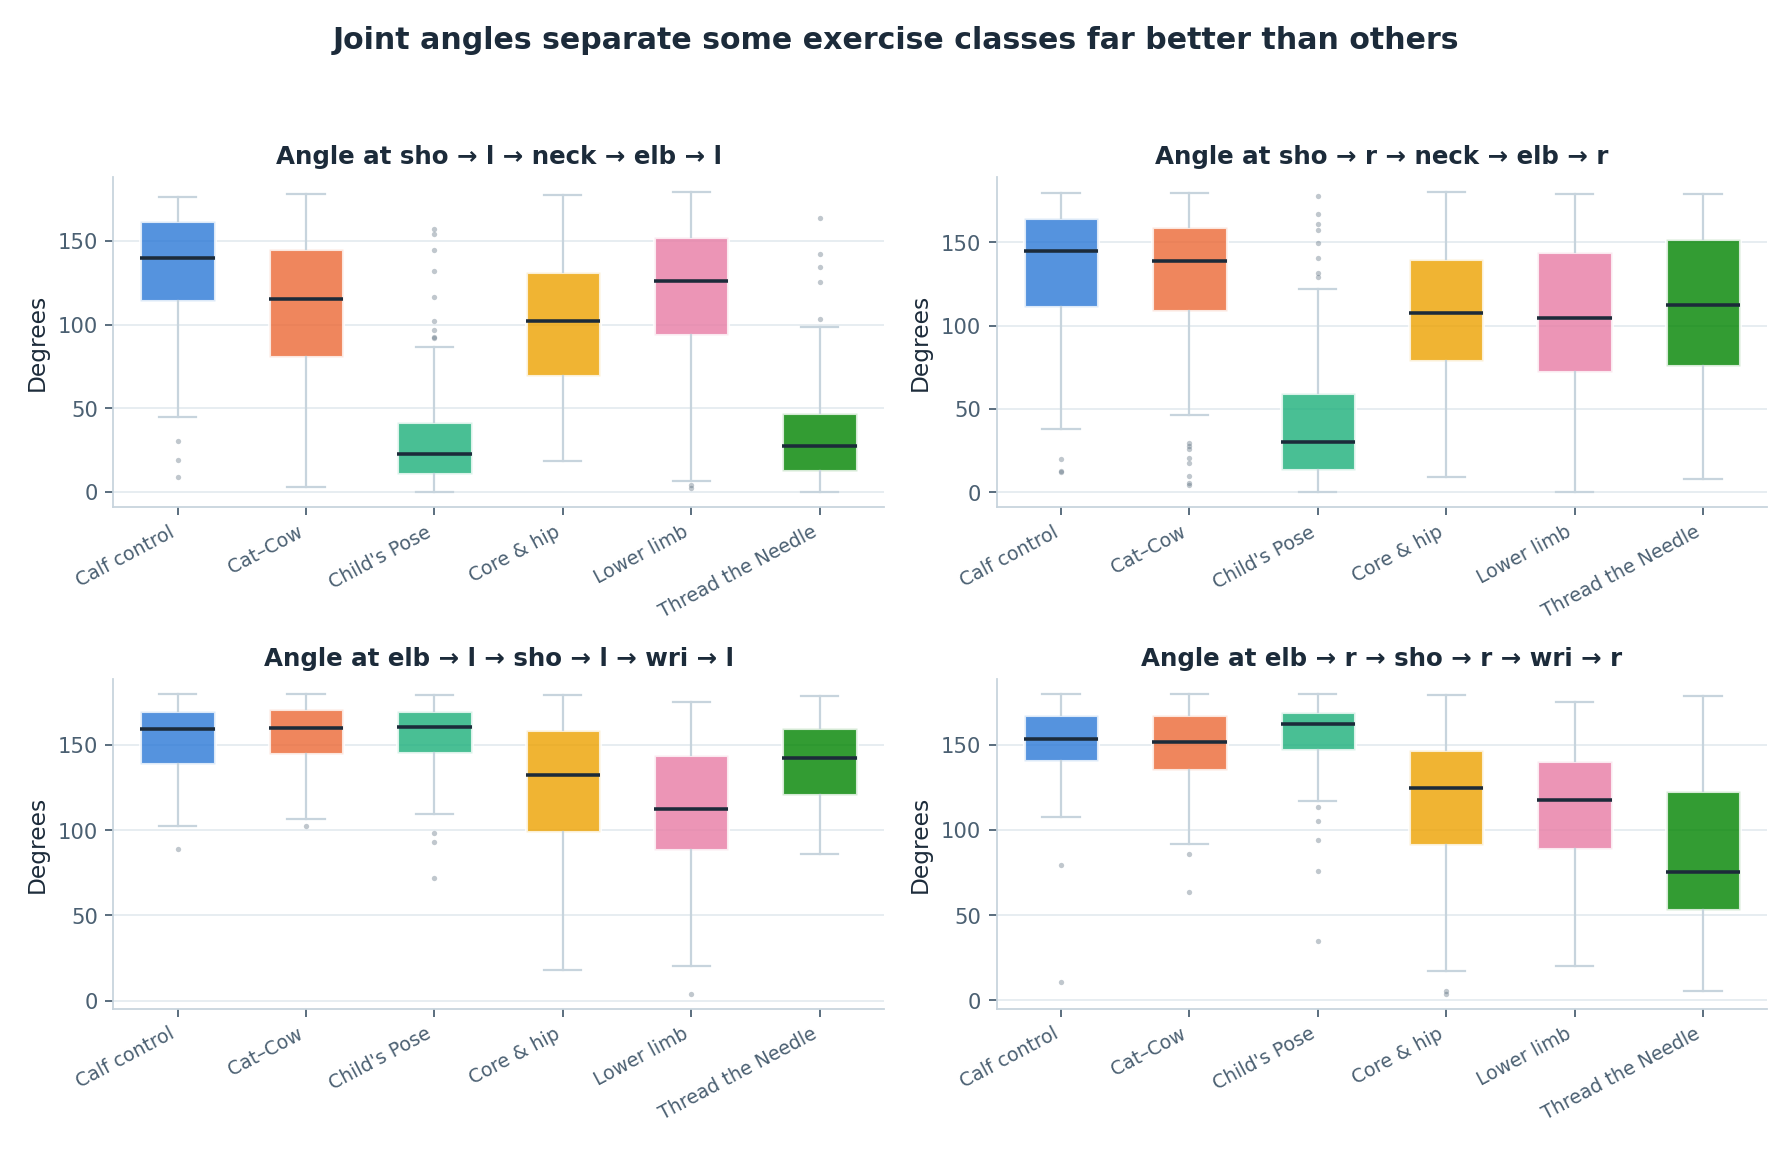 Joint angles separate some exercise classes far better than others
Angle at sho → l → neck → elb → l
Degrees
150
100
50
0
Calf control
Cat–Cow
Child's Pose
Core & hip
Lower limb
Thread the Needle
Angle at sho → r → neck → elb → r
Degrees
150
100
50
0
Calf control
Cat–Cow
Child's Pose
Core & hip
Lower limb
Thread the Needle
Angle at elb → l → sho → l → wri → l
Degrees
150
100
50
0
Calf control
Cat–Cow
Child's Pose
Core & hip
Lower limb
Thread the Needle
Angle at elb → r → sho → r → wri → r
Degrees
150
100
50
0
Calf control
Cat–Cow
Child's Pose
Core & hip
Lower limb
Thread the Needle